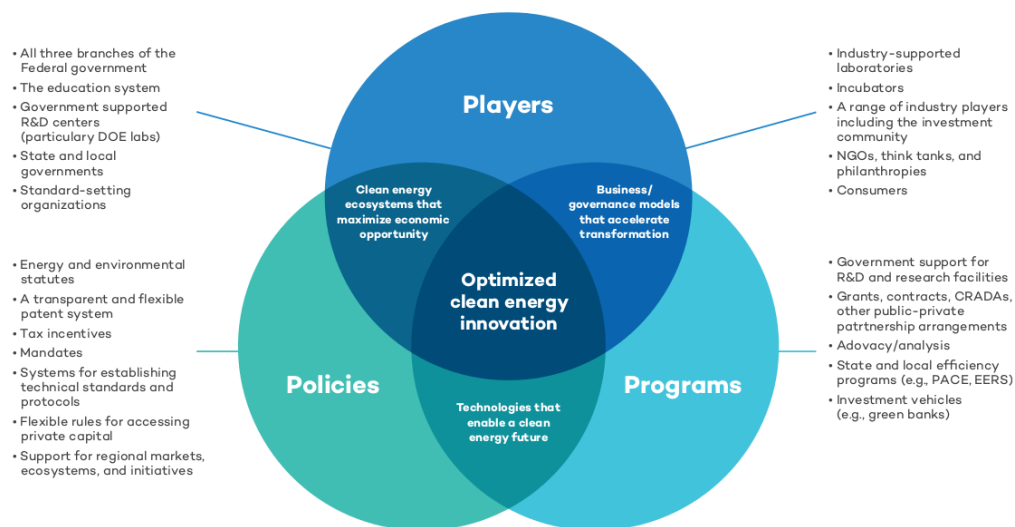 • All three branches of the
Federal government
• The education system
• Government supported
R&D centers
(particulary DOE labs)
• State and local
governments
• Standard-setting
organizations
Players
• Industry-supported
laboratories
• Incubators
• A range of industry players
including the investment
community
• NGOs, think tanks, and
philanthropies
• Consumers
Clean energy
ecosystems that
maximize economic
opportunity
Business/
governance models
that accelerate
transformation
Optimized
clean energy
innovation
• Energy and environmental
statutes
• A transparent and flexible
patent system
• Tax incentives
• Mandates
• Systems for establishing
technical standards and
protocols
• Flexible rules for accessing
private capital
• Support for regional markets,
ecosystems, and initiatives
Policies
Technologies that
enable a clean
energy future
Programs
• Government support for
R&D and research facilities
• Grants, contracts, CRADAs,
other public-private
patrtnership arrangements
• Adovacy/analysis
• State and local efficiency
programs (e.g., PACE, EERS)
• Investment vehicles
(e.g., green banks)